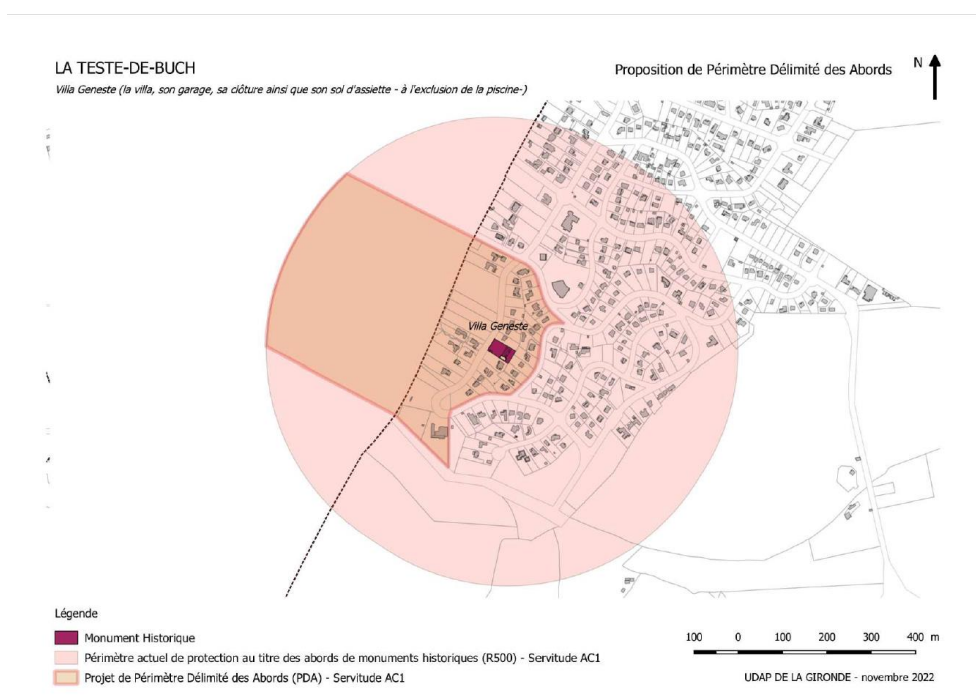 LA TESTE-DE-BUCH
Villa Geneste (la villa, son garage, sa clôture ainsi que son sol d'assiette - à l'exclusion de la piscine-)
Proposition de Périmètre Délimité des Abords
N
Villa Geneste
Légende
Monument Historique
Périmètre actuel de protection au titre des abords de monuments historiques (R500) - Servitude AC1
Projet de Périmètre Délimité des Abords (PDA) - Servitude AC1
100 0 100 200 300 400 m
UDAP DE LA GIRONDE - novembre 2022